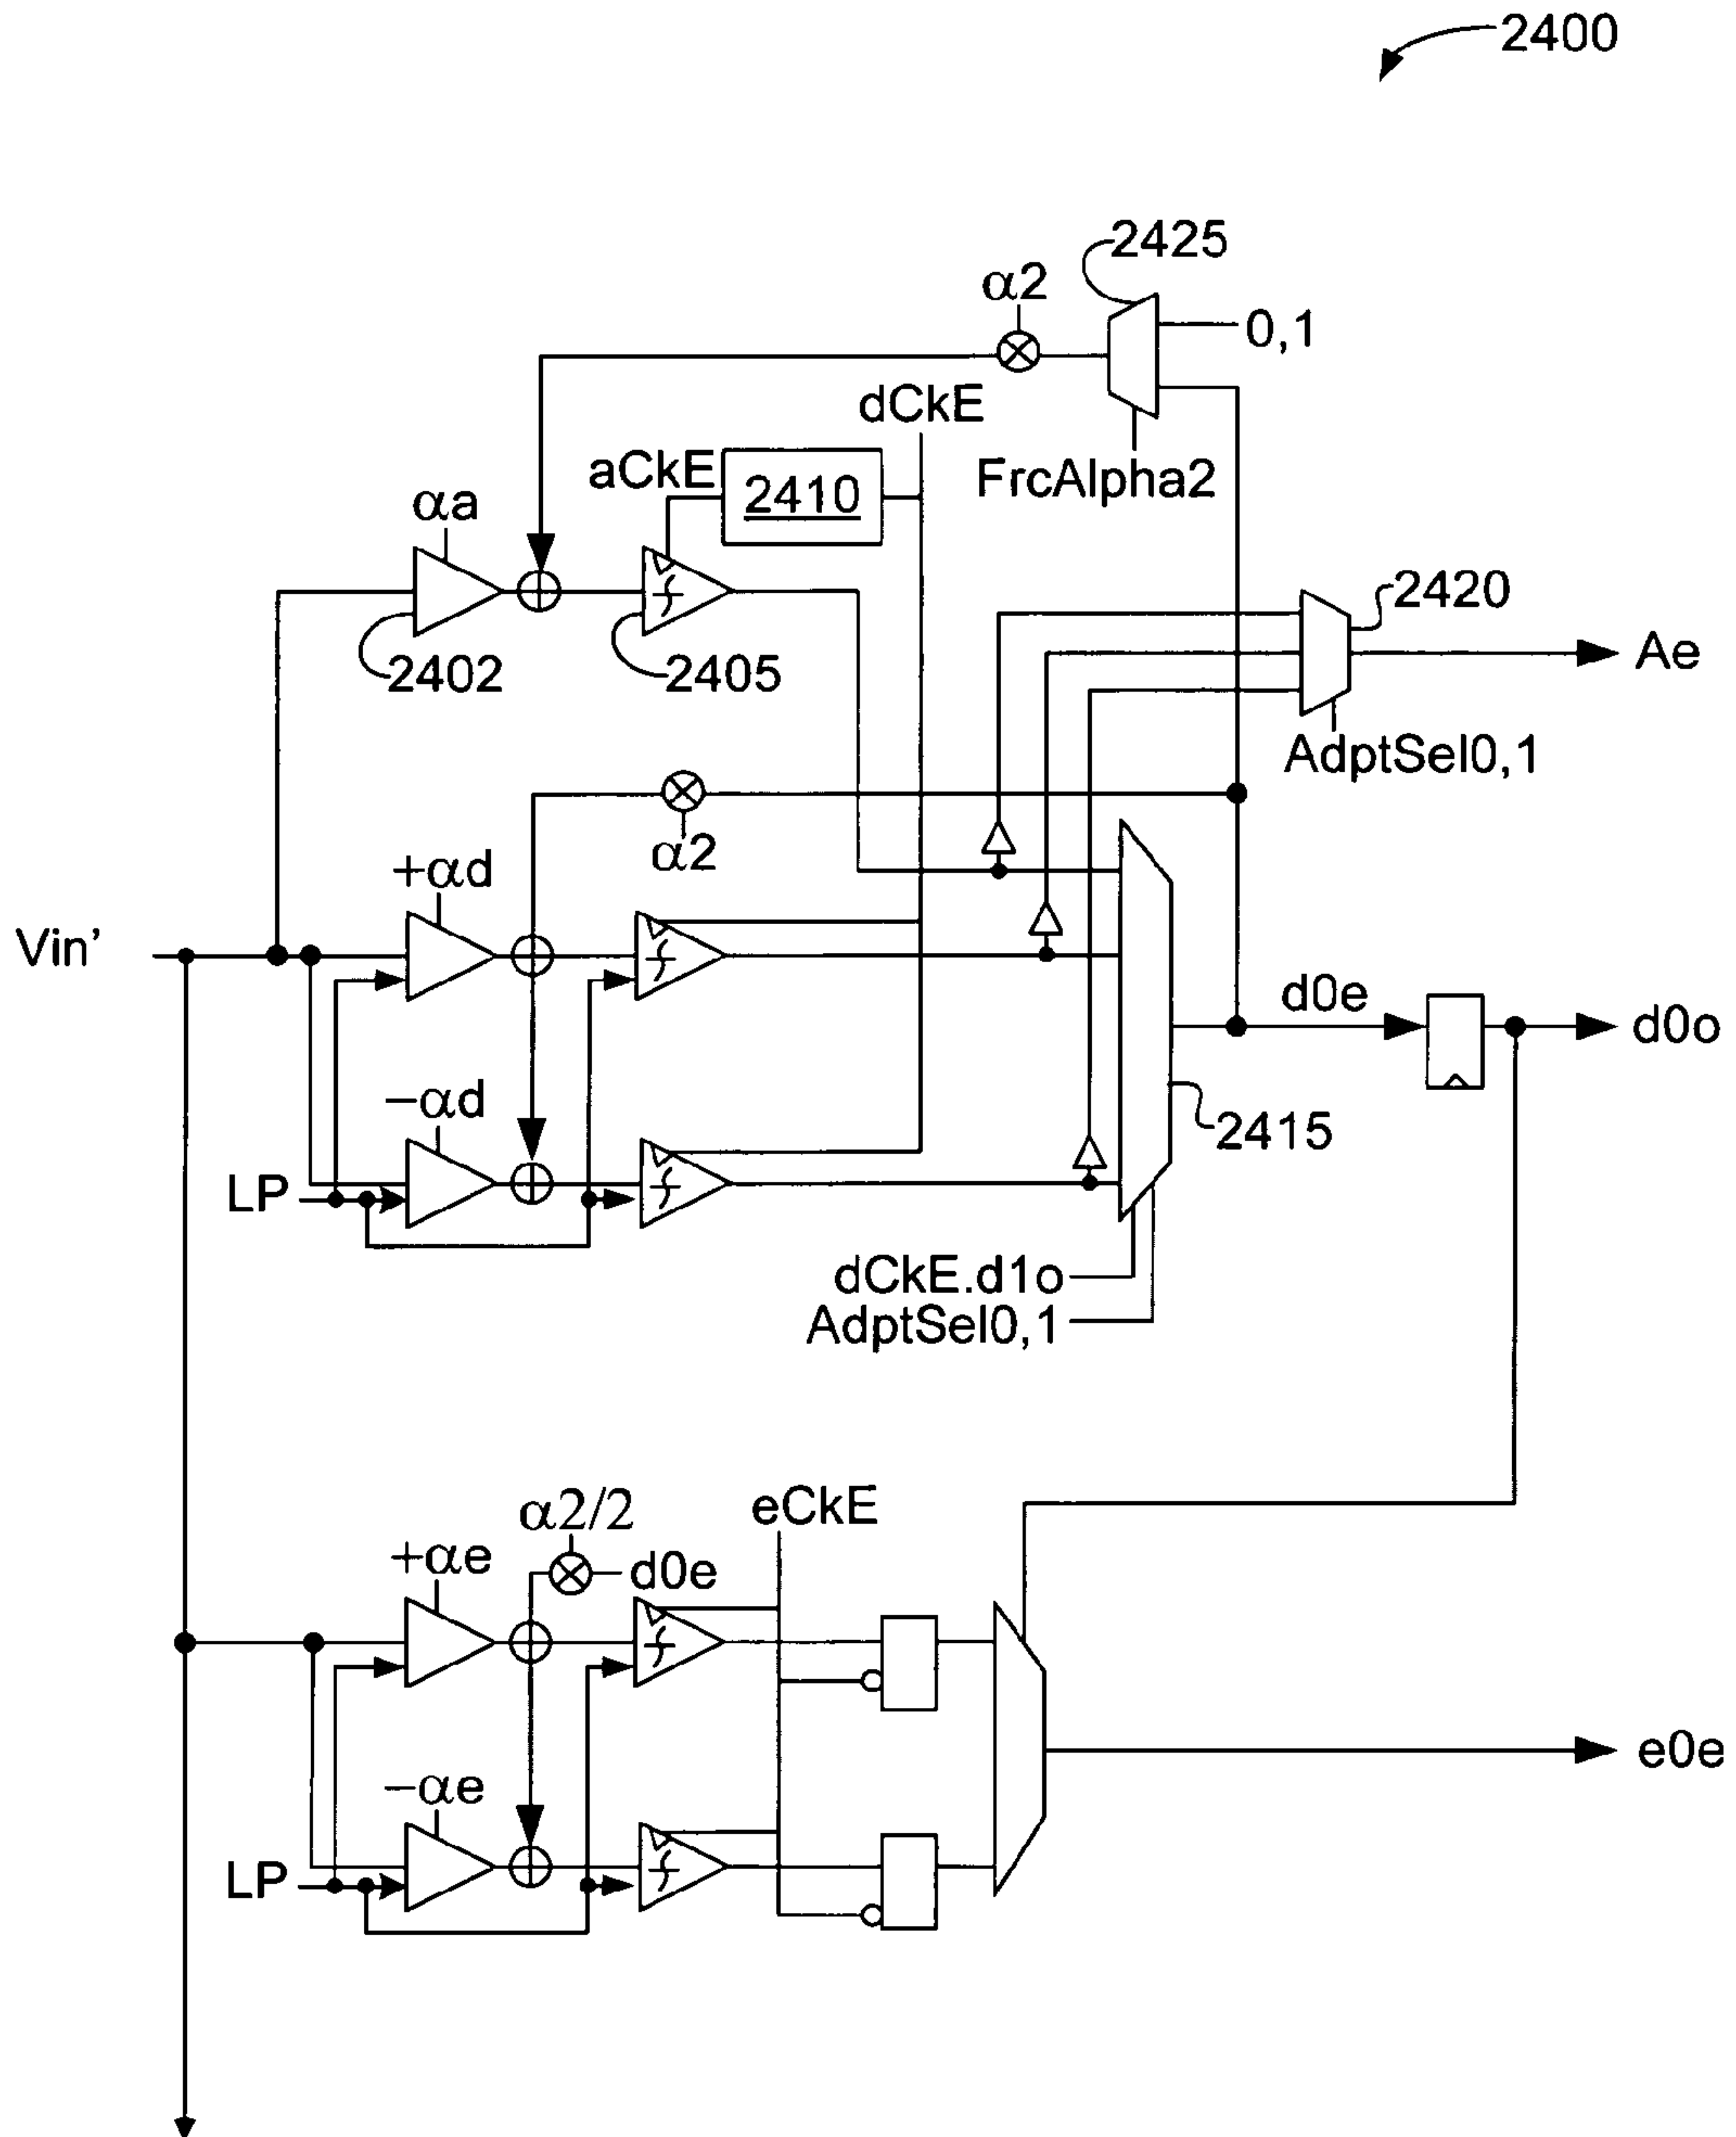 2400
2425
α2
0,1
dCkE
FrcAlpha2
aCkE
2410
αa
2402
2405
2420
Ae
AdptSel0,1
α2
+αd
Vin’
d0e
d0o
−αd
2415
LP
dCkE.d1o
AdptSel0,1
α2/2
eCkE
+αe
d0e
e0e
−αe
LP